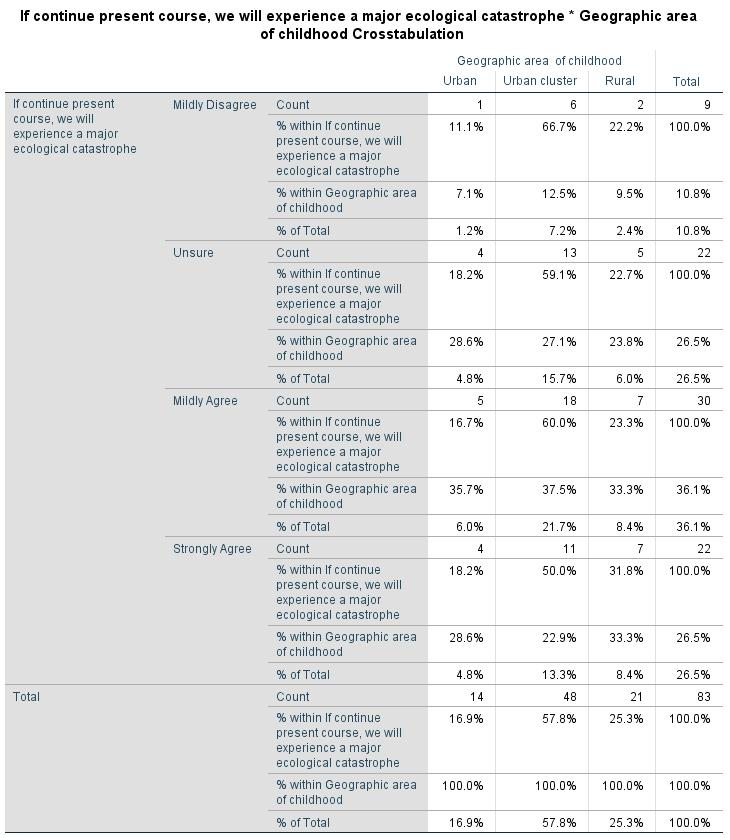 If continue present course, we will experience a major ecological catastrophe * Geographic area
of childhood Crosstabulation
Geographic area of childhood
Urban Urban cluster Rural Total
If continue present Mildly Disagree Count 1 6 2 9
course, we will
experience a major
ecological catastrophe
% within If continue 11.1% 66.7% 22.2% 100.0%
present course, we will
experience a major
ecological catastrophe
% within Geographic area 7.1% 12.5% 9.5% 10.8%
of childhood
% of Total 1.2% 7.2% 2.4% 10.8%
Unsure Count 4 13 5 22
% within If continue 18.2% 59.1% 22.7% 100.0%
present course, we will
experience a major
ecological catastrophe
% within Geographic area 28.6% 27.1% 23.8% 26.5%
of childhood
% of Total 4.8% 15.7% 6.0% 26.5%
Mildly Agree Count 5 18 7 30
% within If continue 16.7% 60.0% 23.3% 100.0%
present course, we will
experience a major
ecological catastrophe
% within Geographic area 35.7% 37.5% 33.3% 36.1%
of childhood
% of Total 6.0% 21.7% 8.4% 36.1%
Strongly Agree Count 4 11 7 22
% within If continue 18.2% 50.0% 31.8% 100.0%
present course, we will
experience a major
ecological catastrophe
% within Geographic area 28.6% 22.9% 33.3% 26.5%
of childhood
% of Total 4.8% 13.3% 8.4% 26.5%
Total Count 14 48 21 83
% within If continue 16.9% 57.8% 25.3% 100.0%
present course, we will
experience a major
ecological catastrophe
% within Geographic area 100.0% 100.0% 100.0% 100.0%
of childhood
% of Total 16.9% 57.8% 25.3% 100.0%